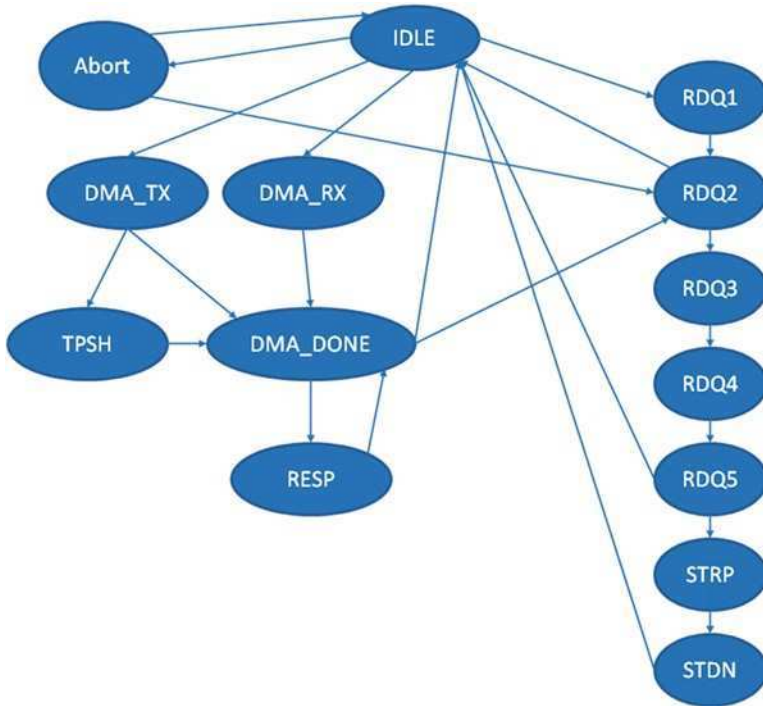 IDLE
Abort
RDQ1
DMA_TX
DMA_RX
RDQ2
RDQ3
TPSH
DMA_DONE
RDQ4
RESP
RDQ5
STRP
STDN